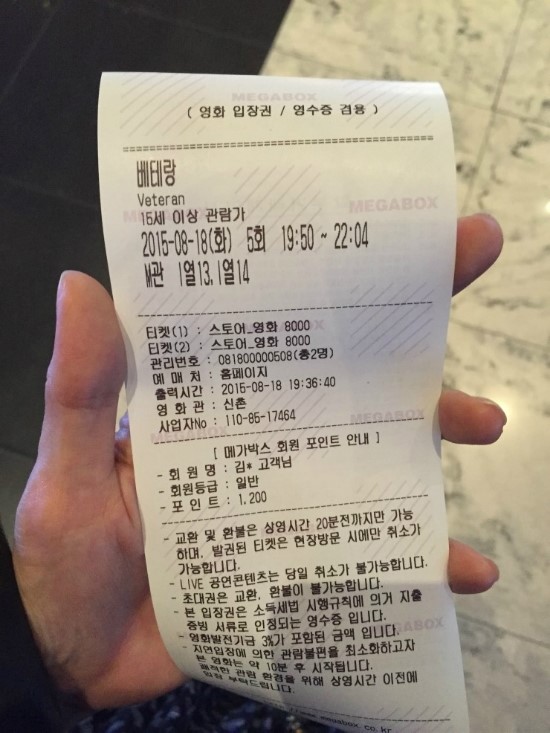 MEGABOX
( 영화 입장권 / 영수증 겸용 )
베테랑
Veteran
15세 이상 관람가
MEGABOX
2015-08-18(화) 5회 19:50 ~ 22:04
M관 I열13, I열14
티켓(1) : 스토어_영화 8000
티켓(2) : 스토어_영화 8000
관리번호 : 081800000508(총2명)
예 매 처 : 홈페이지
출력시간 : 2015-08-18 19:36:40
영 화 관 : 신촌
사업자No : 110-85-17464
MEGABOX
MEGABOX
[ 메가박스 회원 포인트 안내 ]
- 회 원 명 : 김* 고객님
- 회원등급 : 일반
- 포 인 트 : 1,200
- 교환 및 환불은 상영시간 20분전까지만 가능
하며, 발권된 티켓은 현장방문 시에만 취소가
가능합니다.
- LIVE 공연콘텐츠는 당일 취소가 불가능합니다.
- 초대권은 교환, 환불이 불가능합니다.
- 본 입장권은 소득세법 시행규칙에 의거 지출
증빙 서류로 인정되는 영수증 입니다.
- 영화발전기금 3%가 포함된 금액 입니다.
- 지연입장에 의한 관람불편을 최소화하고자
본 영화는 약 10분 후 시작됩니다.
쾌적한 관람 환경을 위해 상영시간 이전에
입장 부탁드립니다.
megabox.co.kr